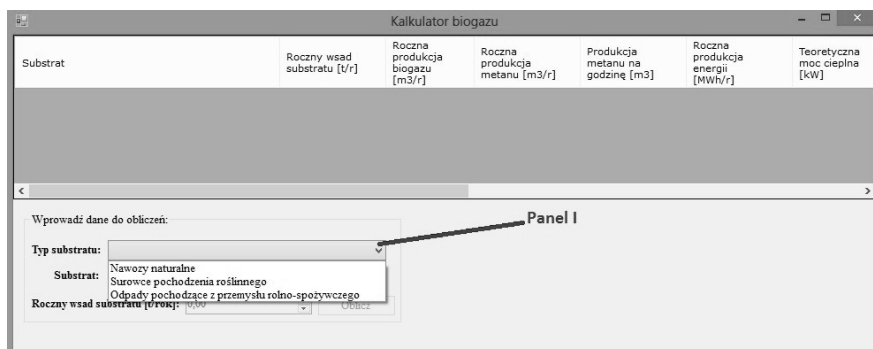 Kalkulator biogazu
Substrat
Roczny wsad
substratu [t/r]
Roczna
produkcja
biogazu
[m3/r]
Roczna
produkcja
metanu [m3/r]
Produkcja
metanu na
godzinę [m3]
Roczna
produkcja
energii
[MWh/r]
Teoretyczna
moc cieplna
[kW]
Wprowadź dane do obliczeń:
Panel I
Typ substratu:
Substrat:
Nawozy naturalne
Surowce pochodzenia roślinnego
Odpady pochodzące z przemysłu rolno-spożywczego
Roczny wsad substratu [t/rok]: 0,00 Oblicz